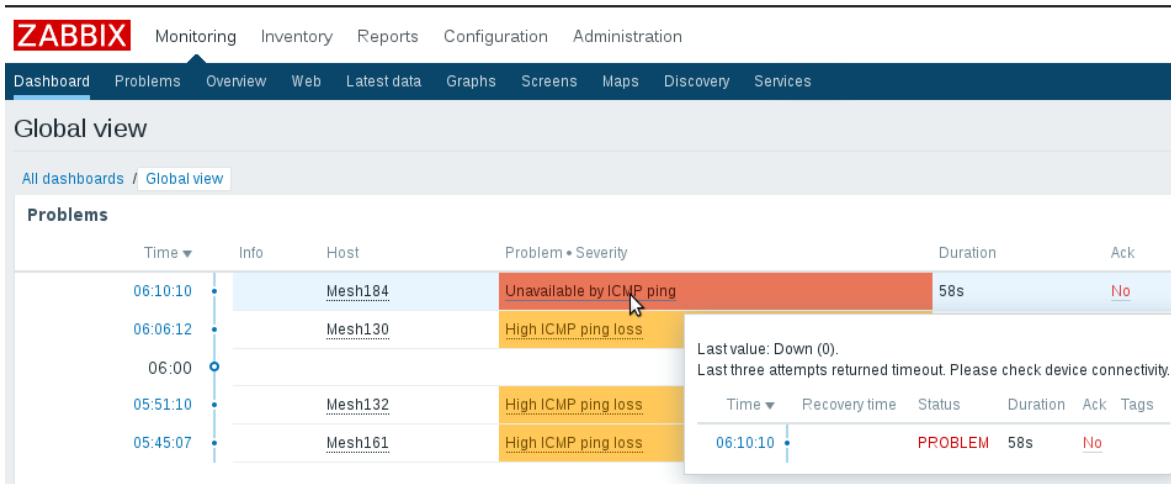 ZABBIX Monitoring Inventory Reports Configuration Administration
Dashboard Problems Overview Web Latest data Graphs Screens Maps Discovery Services
Global view
All dashboards / Global view
Problems
Time ▼ Info Host Problem • Severity Duration Ack
06:10:10 Mesh184 Unavailable by ICMP ping 58s No
06:06:12 Mesh130 High ICMP ping loss
06:00
05:51:10 Mesh132 High ICMP ping loss
05:45:07 Mesh161 High ICMP ping loss
Last value: Down (0).
Last three attempts returned timeout. Please check device connectivity.
Time ▼ Recovery time Status Duration Ack Tags
06:10:10 PROBLEM 58s No